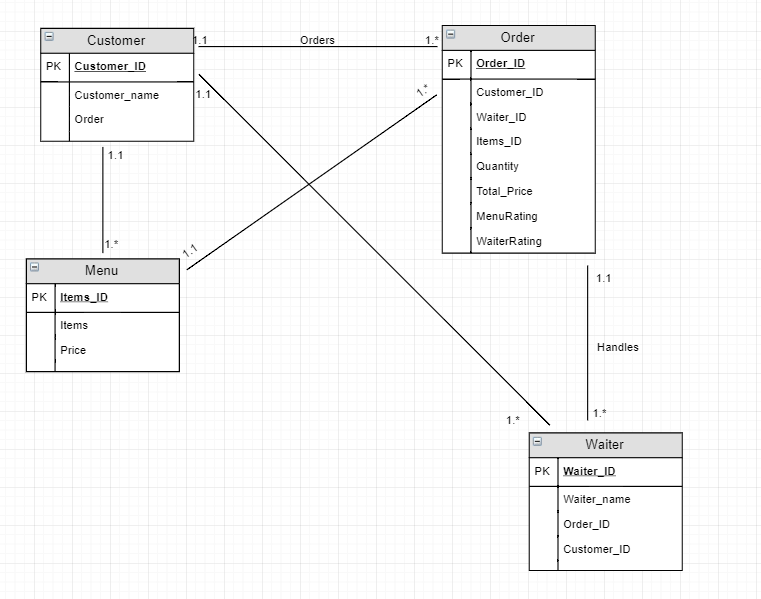 Customer
PK Customer_ID
Customer_name
Order
1.1
Orders
1.*
Order
PK Order_ID
Customer_ID
Waiter_ID
Items_ID
Quantity
Total_Price
MenuRating
WaiterRating
1.1
1.*
1.1
1.*
1.1
Menu
PK Items_ID
Items
Price
1.1
Handles
1.*
1.*
Waiter
PK Waiter_ID
Waiter_name
Order_ID
Customer_ID